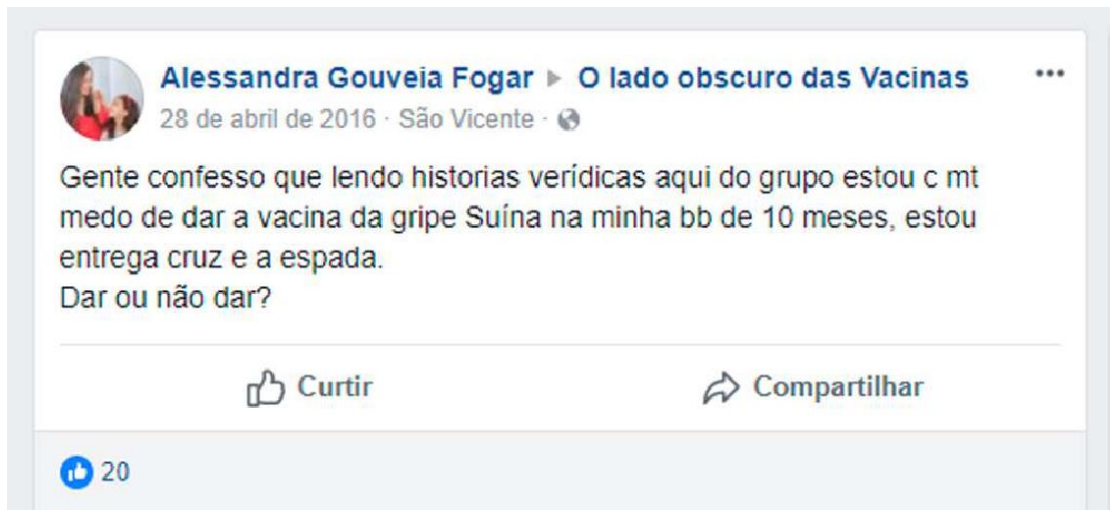 Alessandra Gouveia Fogar ▶ O lado obscuro das Vacinas
28 de abril de 2016 · São Vicente ·
Gente confesso que lendo historias verídicas aqui do grupo estou c mt
medo de dar a vacina da gripe Suína na minha bb de 10 meses, estou
entrega cruz e a espada.
Dar ou não dar?
Curtir Compartilhar
20